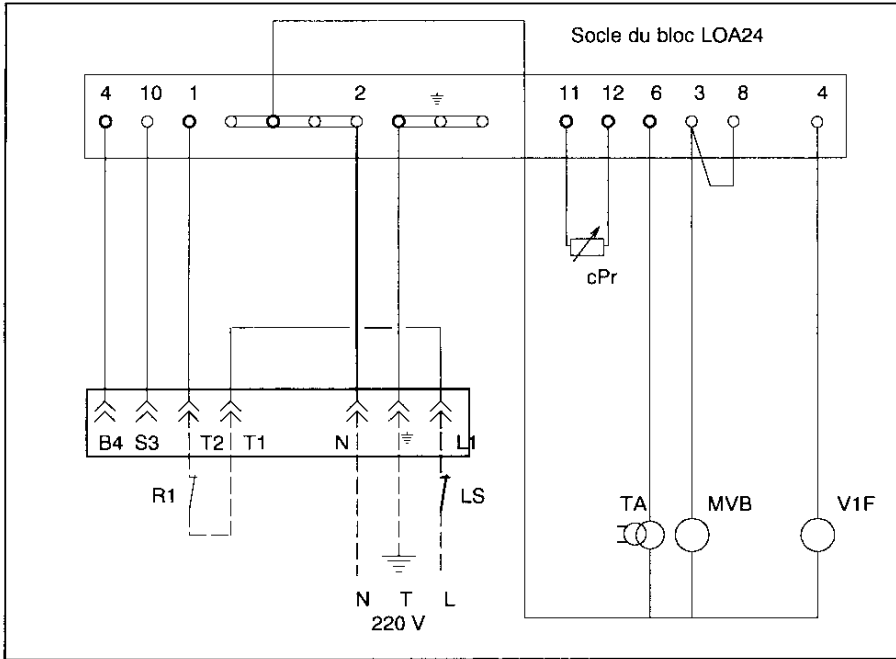 Socle du bloc LOA24
4 10 1 2 11 12 6 3 8 4
cPr
B4 S3 T2 T1 N L1
R1 LS
TA MVB V1F
N T L
220 V